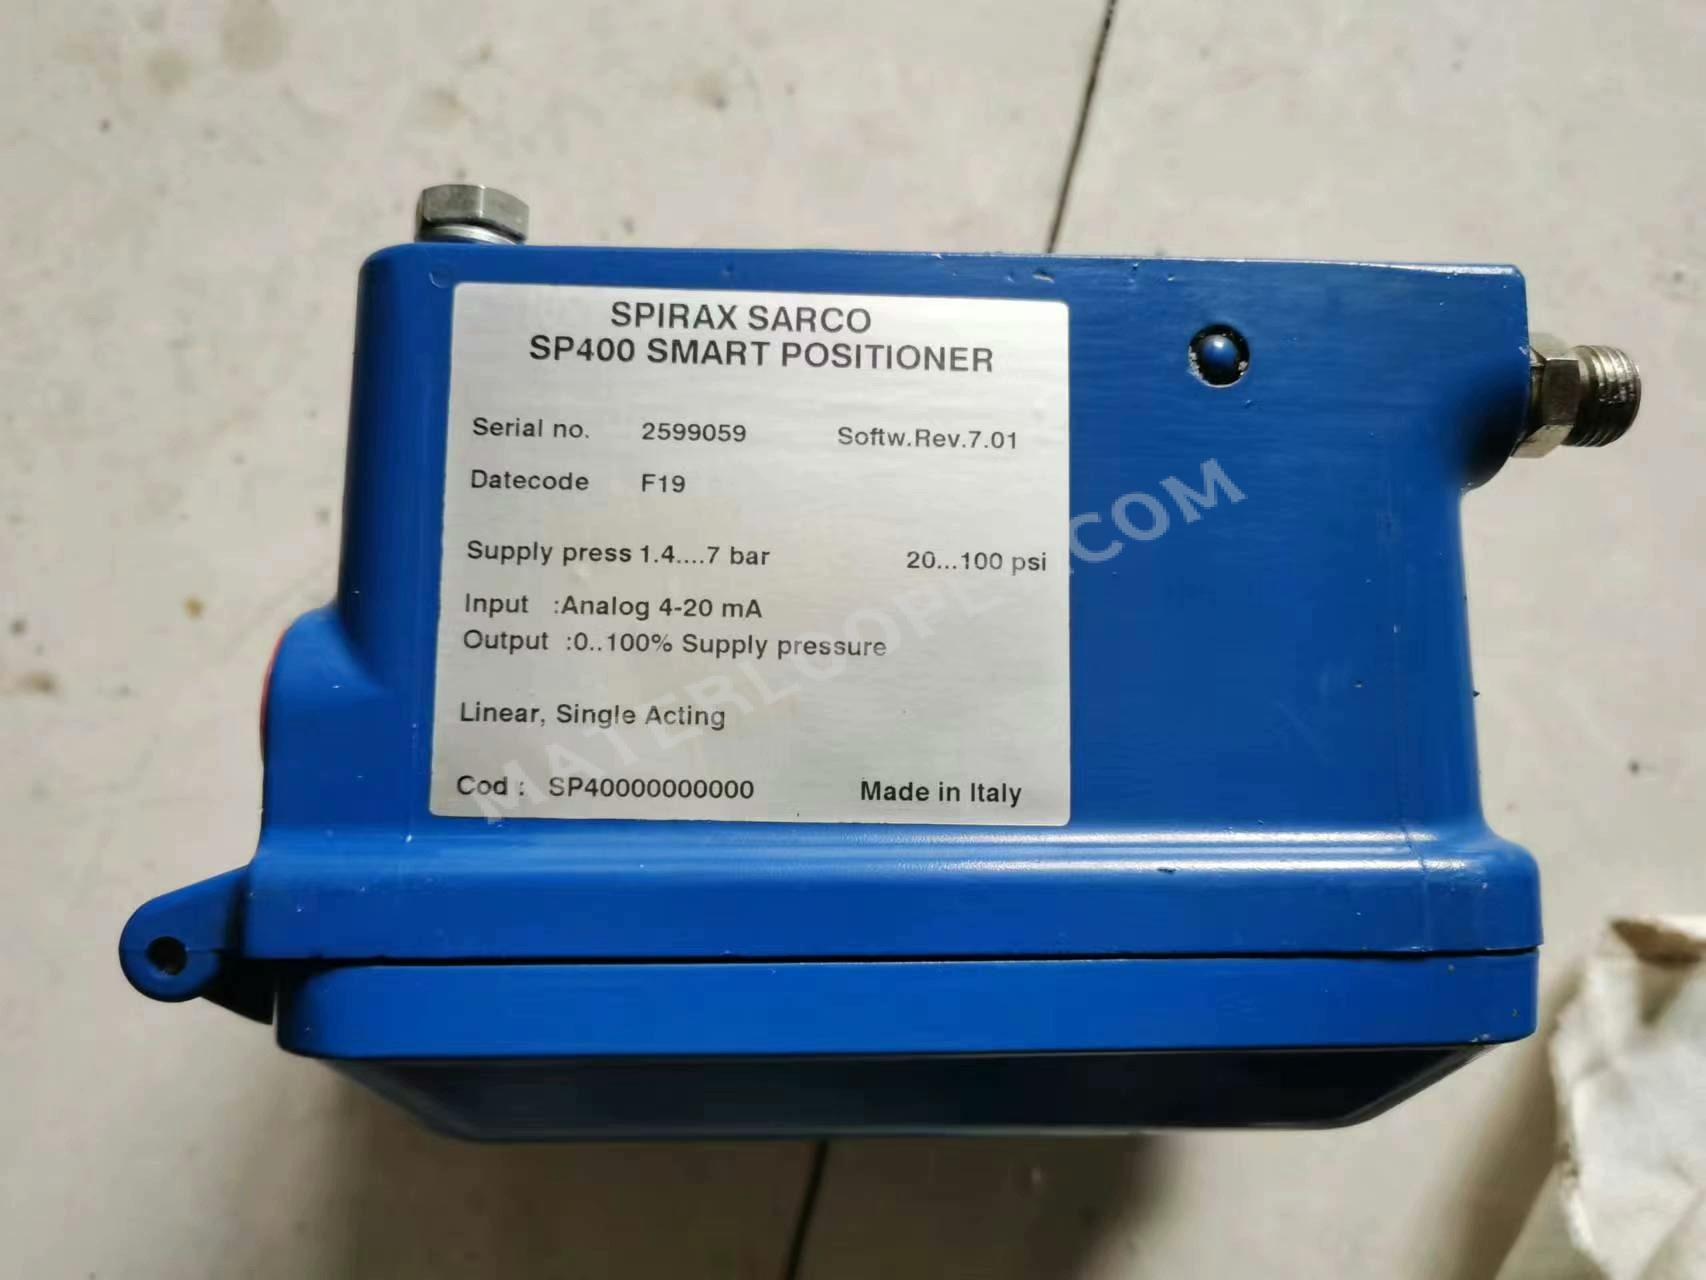 SPIRAX SARCO
SP400 SMART POSITIONER
Serial no. 2599059 Softw.Rev.7.01
Datecode F19
Supply press 1.4....7 bar 20...100 psi
Input :Analog 4-20 mA
Output :0..100% Supply pressure
Linear, Single Acting
Cod : SP40000000000 Made in Italy